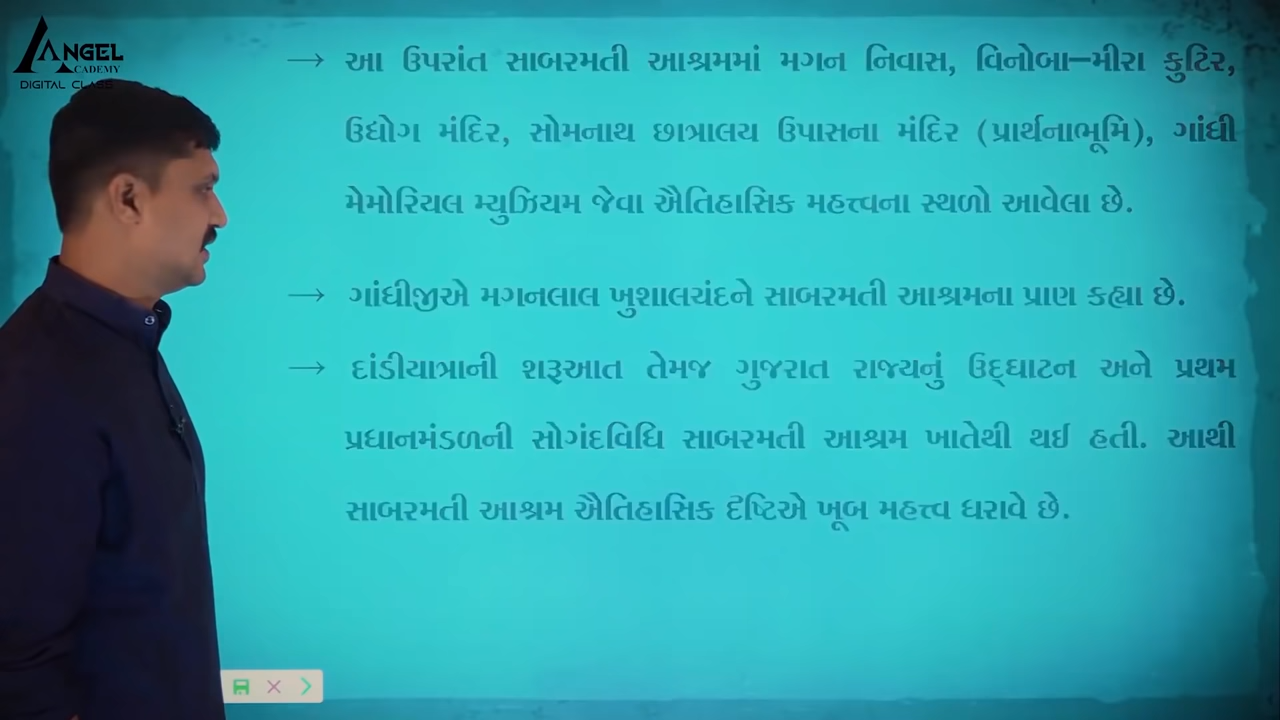 ANGEL
ACADEMY
DIGITAL CLASS
→ આ ઉપરાંત સાબરમતી આશ્રમમાં મગન નિવાસ, વિનોબા–મીરા કુટિર,
ઉદ્યોગ મંદિર, સોમનાથ છાત્રાલય ઉપાસના મંદિર (પ્રાર્થનાભૂમિ), ગાંધી
મેમોરિયલ મ્યુઝિયમ જેવા ઐતિહાસિક મહત્ત્વના સ્થળો આવેલા છે.
→ ગાંધીજીએ મગનલાલ ખુશાલચંદને સાબરમતી આશ્રમના પ્રાણ કહ્યા છે.
→ દાંડીયાત્રાની શરૂઆત તેમજ ગુજરાત રાજ્યનું ઉદ્‌ઘાટન અને પ્રથમ
પ્રધાનમંડળની સોગંદવિધિ સાબરમતી આશ્રમ ખાતેથી થઈ હતી. આથી
સાબરમતી આશ્રમ ઐતિહાસિક દૃષ્ટિએ ખૂબ મહત્ત્વ ધરાવે છે.